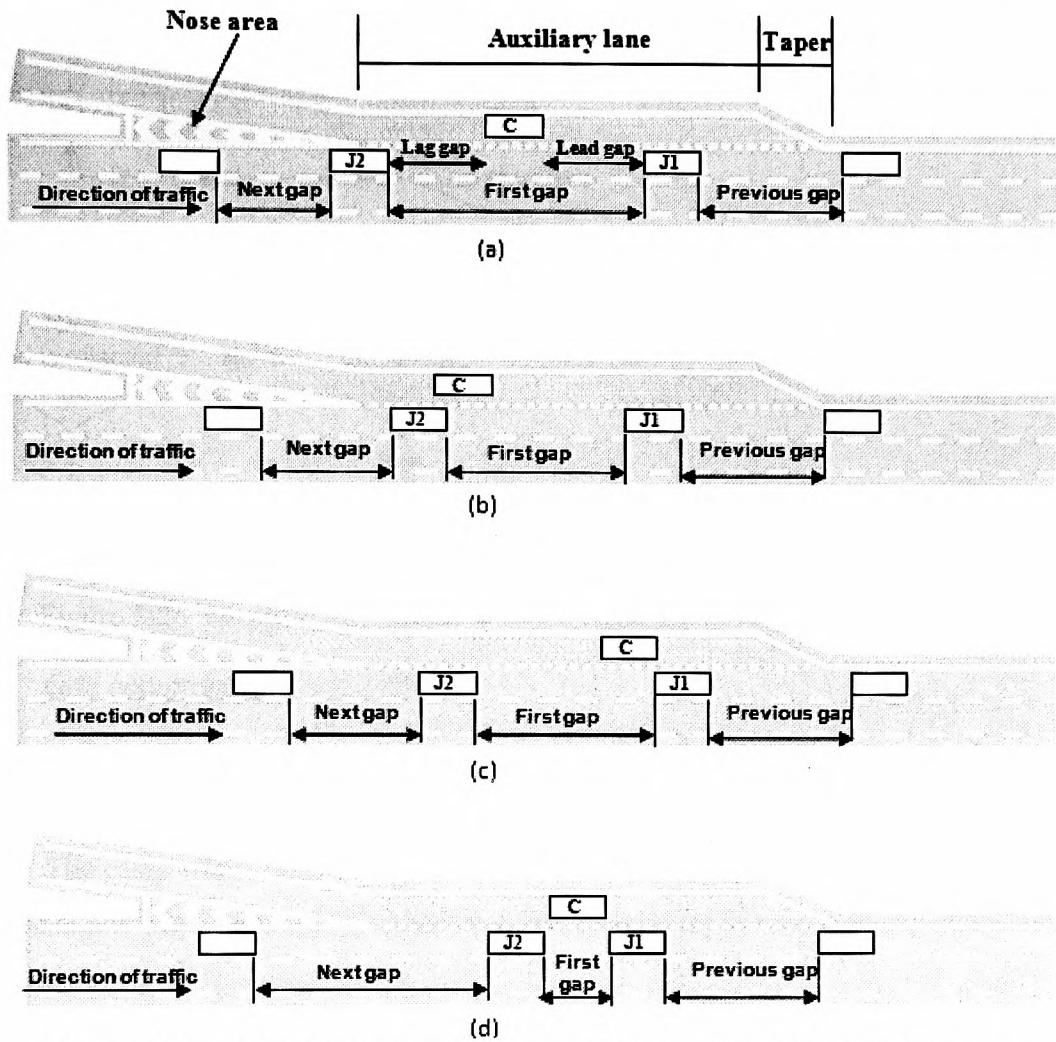 Nose area
Auxiliary lane
Taper
C
J2
Lag gap
Lead gap
J1
Direction of traffic
Next gap
First gap
Previous gap
(a)
C
J2
J1
Direction of traffic
Next gap
First gap
Previous gap
(b)
C
J2
J1
Direction of traffic
Next gap
First gap
Previous gap
(c)
C
J2
J1
Direction of traffic
Next gap
First
gap
Previous gap
(d)